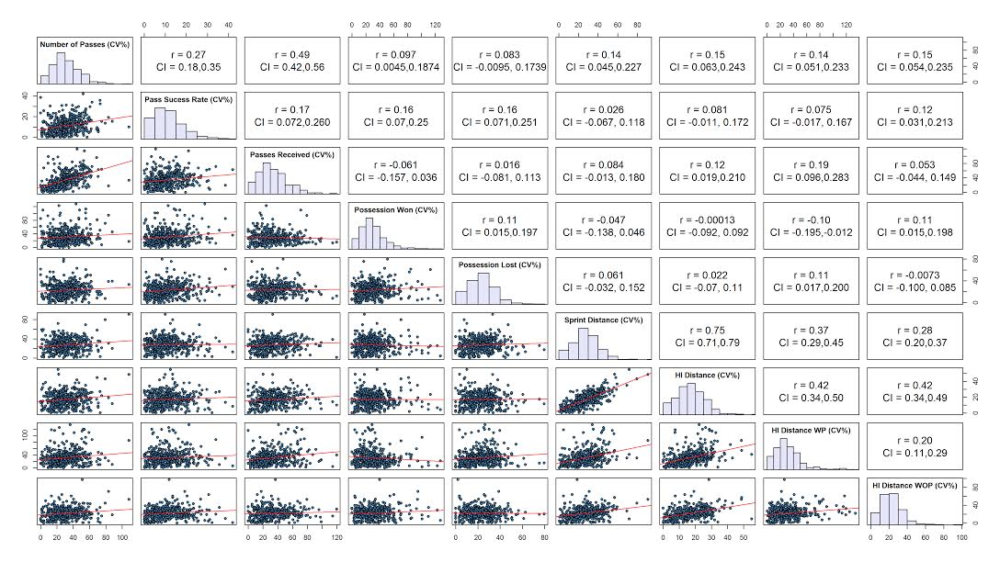 0 10 20 30 40 0 20 40 60 80 120 0 20 40 60 80 0 20 40 60 80 120
Number of Passes (CV%)
r = 0.27
CI = 0.18,0.35
r = 0.49
CI = 0.42,0.56
r = 0.097
CI = 0.0045,0.1874
r = 0.083
CI = -0.0095, 0.1739
r = 0.14
CI = 0.045,0.227
r = 0.15
CI = 0.063,0.243
r = 0.14
CI = 0.051,0.233
r = 0.15
CI = 0.054,0.235
0 40 80
0 20 40
Pass Sucess Rate (CV%)
r = 0.17
CI = 0.072,0.260
r = 0.16
CI = 0.07,0.25
r = 0.16
CI = 0.071,0.251
r = 0.026
CI = -0.067, 0.118
r = 0.081
CI = -0.011, 0.172
r = 0.075
CI = -0.017, 0.167
r = 0.12
CI = 0.031,0.213
Passes Received (CV%)
r = -0.061
CI = -0.157, 0.036
r = 0.016
CI = -0.081, 0.113
r = 0.084
CI = -0.013, 0.180
r = 0.12
CI = 0.019,0.210
r = 0.19
CI = 0.096,0.283
r = 0.053
CI = -0.044, 0.149
0 40 80
0 40 80
Possession Won (CV%)
r = 0.11
CI = 0.015,0.197
r = -0.047
CI = -0.138, 0.046
r = -0.00013
CI = -0.092, 0.092
r = -0.10
CI = -0.195,-0.012
r = 0.11
CI = 0.015,0.198
Possession Lost (CV%)
r = 0.061
CI = -0.032, 0.152
r = 0.022
CI = -0.07, 0.11
r = 0.11
CI = 0.017,0.200
r = -0.0073
CI = -0.100, 0.085
0 40 80
0 40 80
Sprint Distance (CV%)
r = 0.75
CI = 0.71,0.79
r = 0.37
CI = 0.29,0.45
r = 0.28
CI = 0.20,0.37
HI Distance (CV%)
r = 0.42
CI = 0.34,0.50
r = 0.42
CI = 0.34,0.49
0 20 40
0 40 100
HI Distance WP (CV%)
r = 0.20
CI = 0.11,0.29
HI Distance WOP (CV%)
0 40 80
0 20 40 60 80 100 0 20 40 60 80 120 0 20 40 60 80 0 10 20 30 40 50 0 20 40 60 80 100